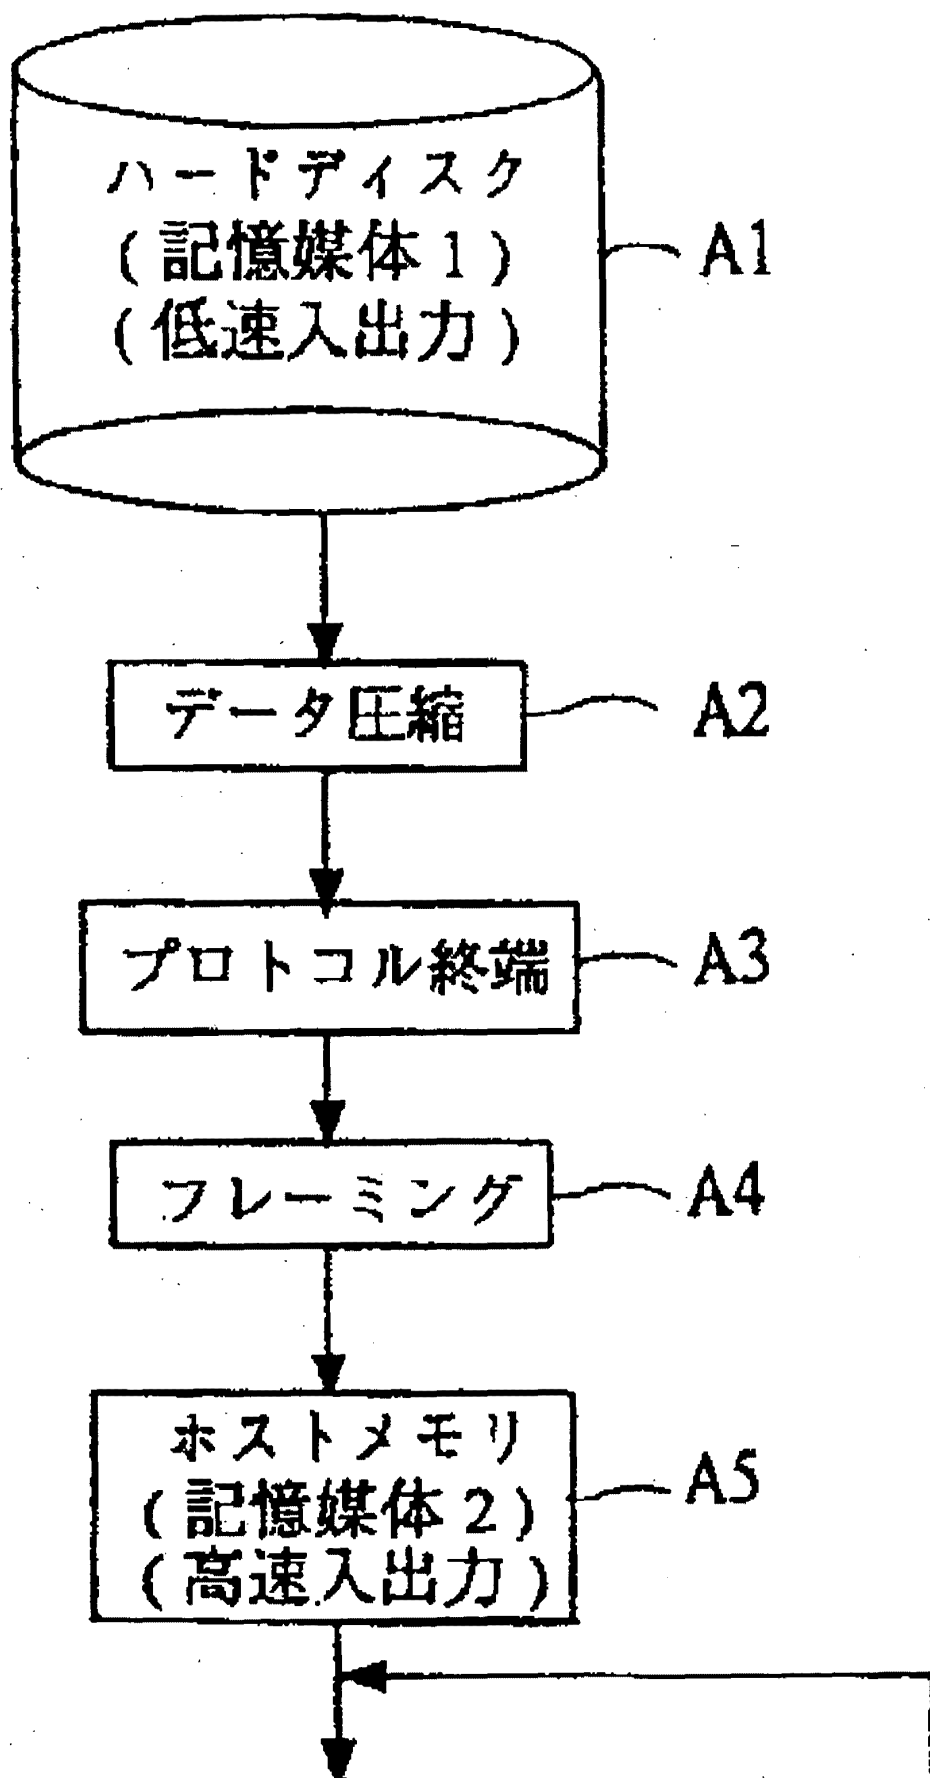 ハードディスク
(記憶媒体1)
(低速入出力)
A1
データ圧縮
A2
プロトコル終端
A3
フレーミング
A4
ホストメモリ
(記憶媒体2)
(高速入出力)
A5